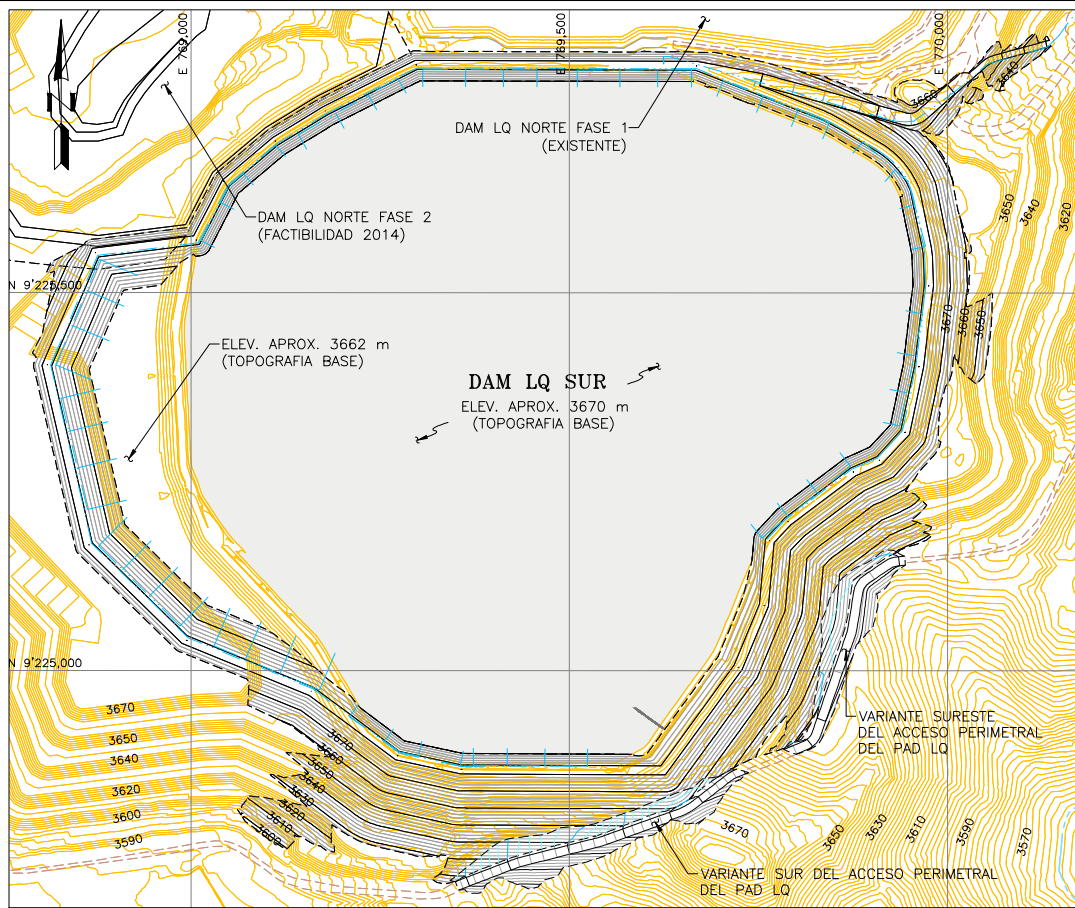 E 769,000
E 769,500
E 770,000
3640
3660
DAM LQ NORTE FASE 1
(EXISTENTE)
3650
3640
3620
DAM LQ NORTE FASE 2
(FACTIBILIDAD 2014)
N 9'225,500
3670
3660
3650
ELEV. APROX. 3662 m
(TOPOGRAFIA BASE)
DAM LQ SUR
ELEV. APROX. 3670 m
(TOPOGRAFIA BASE)
N 9'225,000
3670
3650
3640
3620
3600
3590
3670
3660
3650
3640
3630
3620
3610
3600
VARIANTE SURESTE
DEL ACCESO PERIMETRAL
DEL PAD LQ
3670
3650
3630
3610
3590
3570
VARIANTE SUR DEL ACCESO PERIMETRAL
DEL PAD LQ